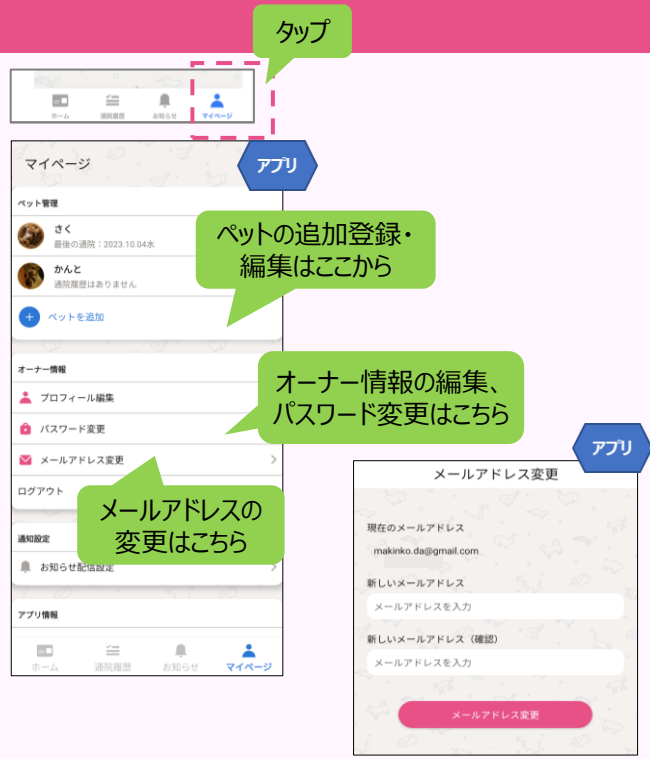 タップ
ホーム 通院履歴 お知らせ マイページ
マイページ
アプリ
ペット管理
さく
最後の通院：2023.10.04水
かんと
通院履歴はありません
ペットを追加
ペットの追加登録・
編集はここから
オーナー情報
プロフィール編集
パスワード変更
メールアドレス変更
ログアウト
オーナー情報の編集、
パスワード変更はこちら
メールアドレスの
変更はこちら
通知設定
お知らせ配信設定
アプリ情報
ホーム 通院履歴 お知らせ マイページ
アプリ
メールアドレス変更
現在のメールアドレス
makinko.da@gmail.com
新しいメールアドレス
メールアドレスを入力
新しいメールアドレス（確認）
メールアドレスを入力
メールアドレス変更